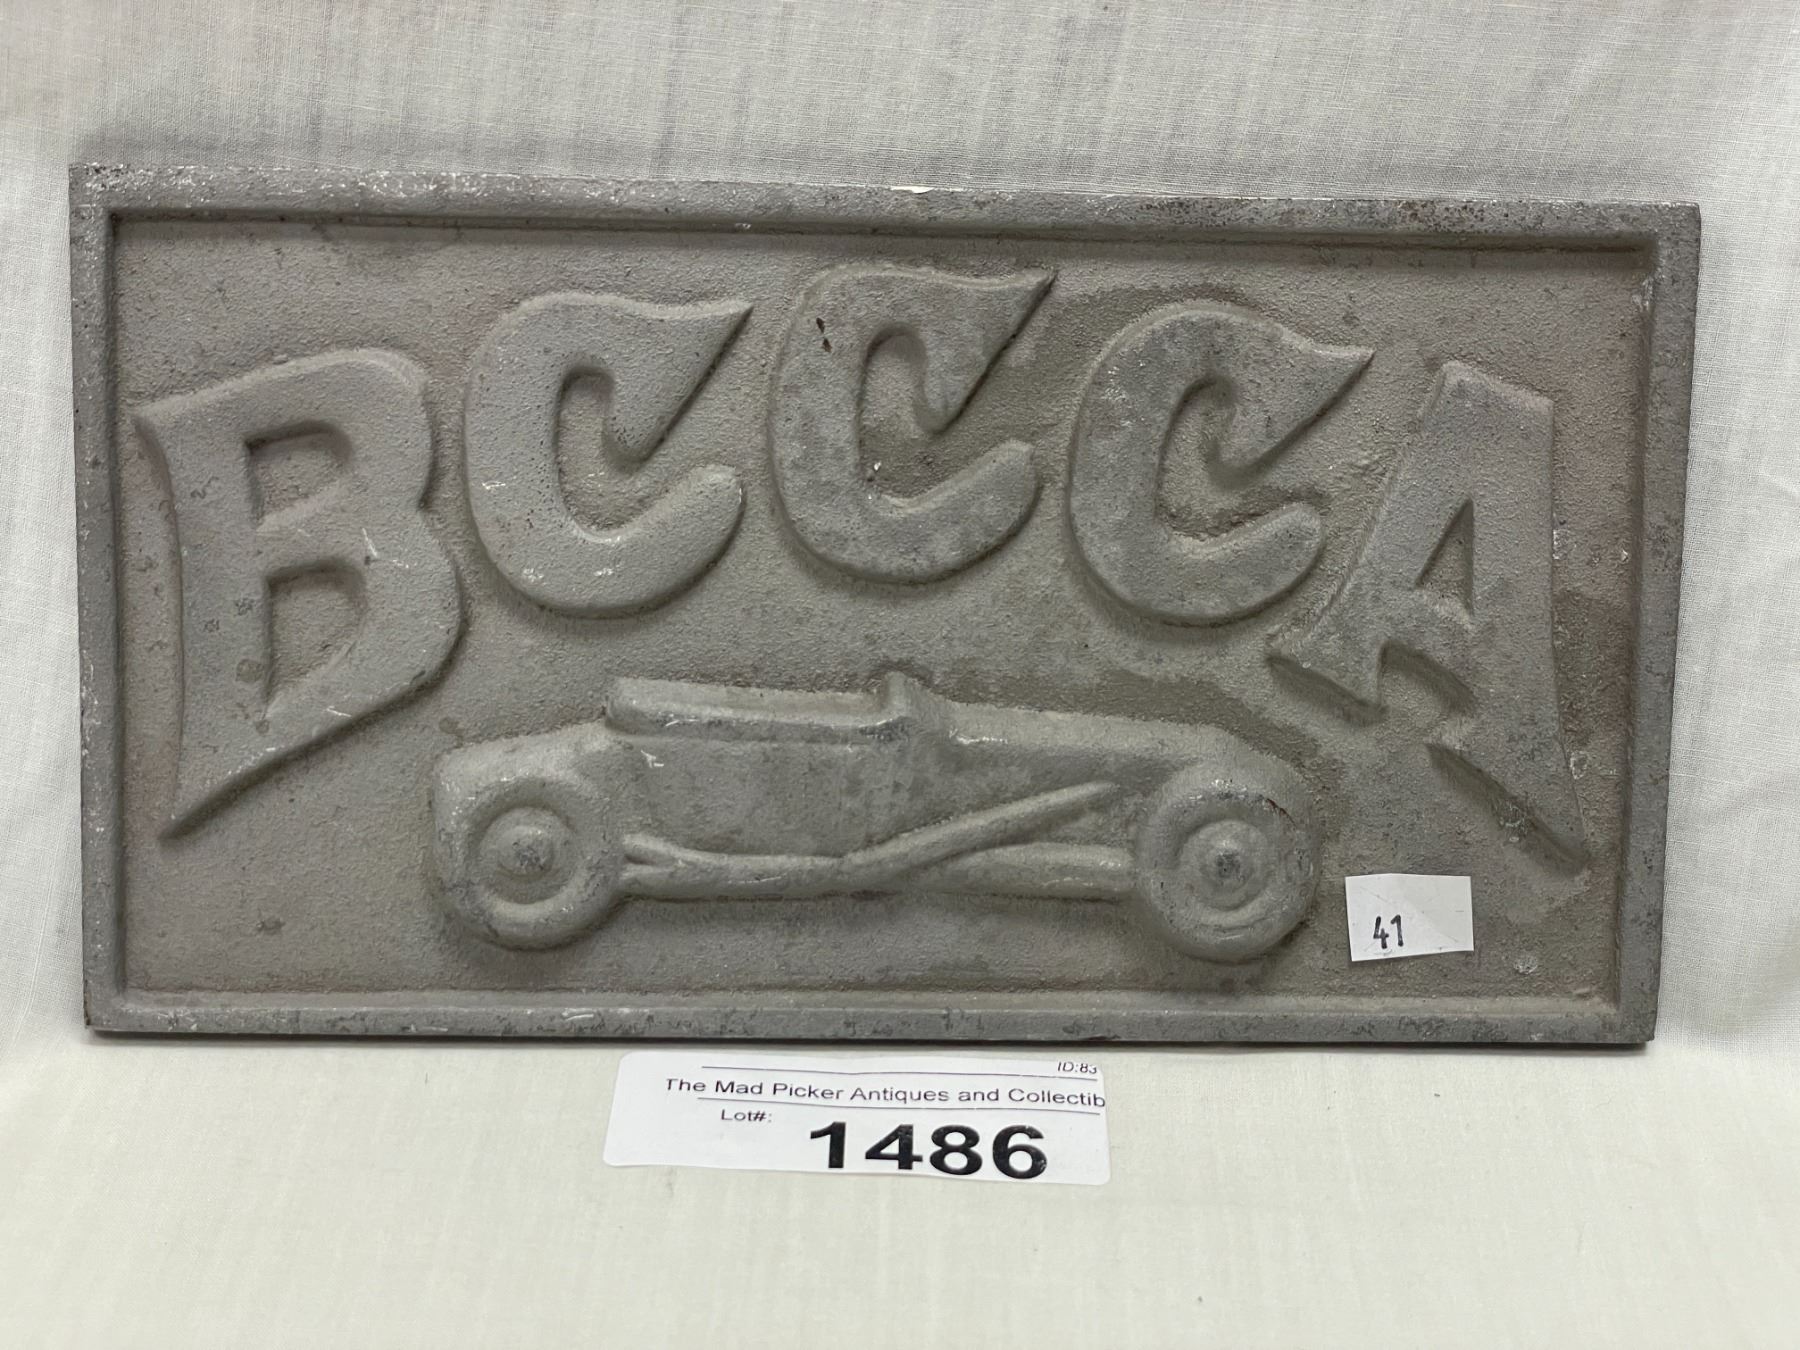 BCCCA
41
ID:83
The Mad Picker Antiques and Collectib
Lot#:
1486